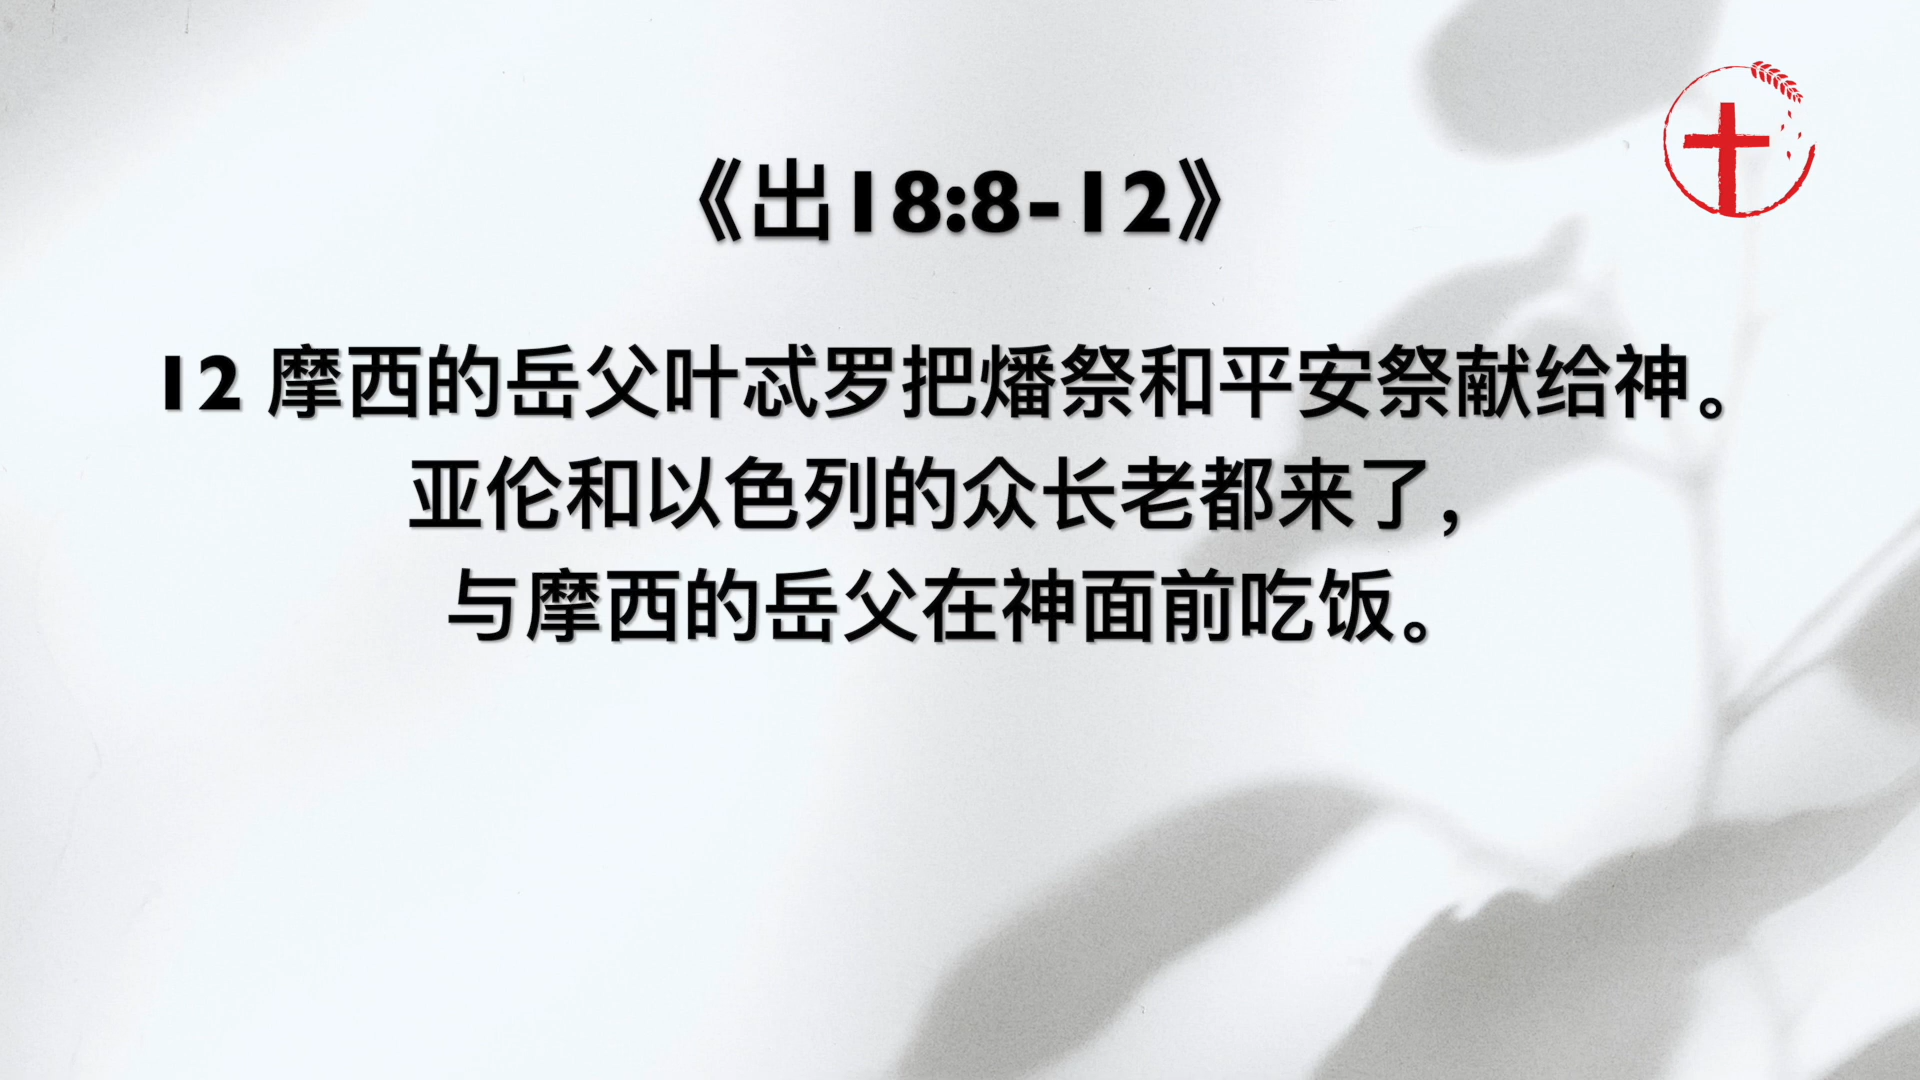 《出18:8-12》
12 摩西的岳父叶忒罗把燔祭和平安祭献给神。
亚伦和以色列的众长老都来了,
与摩西的岳父在神面前吃饭。